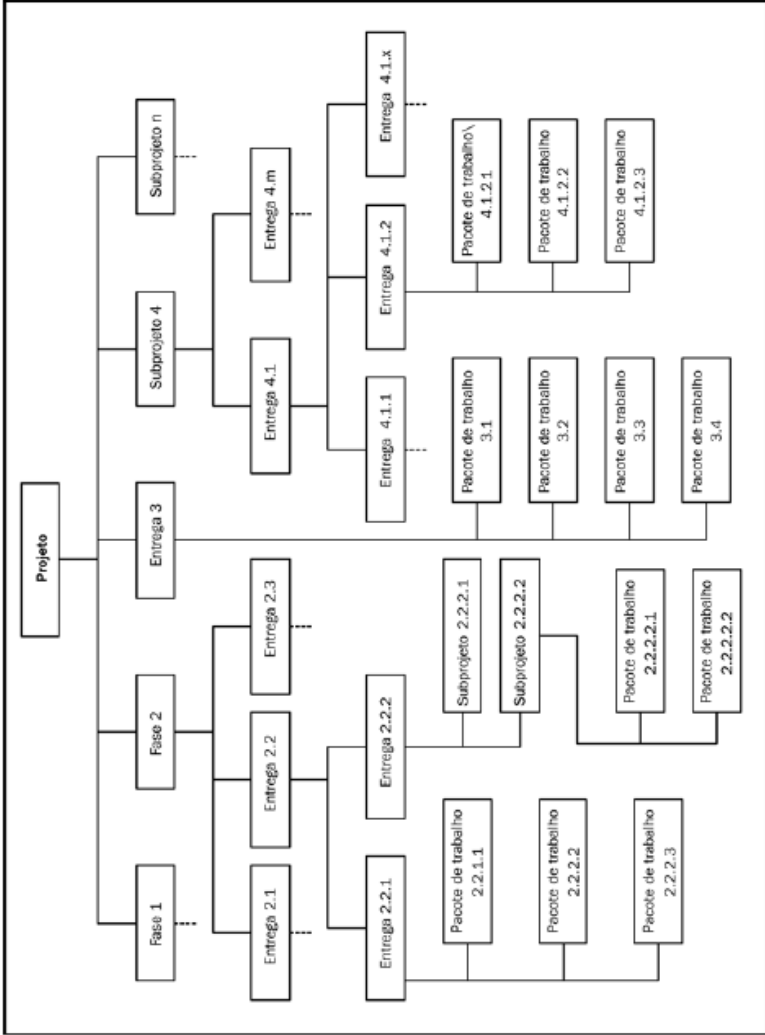 Projeto
Fase 1
Fase 2
Entrega 3
Subprojeto 4
Subprojeto n
Entrega 2.1
Entrega 2.2
Entrega 2.3
Entrega 4.1
Entrega 4.m
Entrega 2.2.1
Entrega 2.2.2
Entrega 4.1.1
Entrega 4.1.2
Entrega 4.1.x
Pacote de trabalho
2.2.1.1
Pacote de trabalho
2.2.2.2
Pacote de trabalho
2.2.2.3
Subprojeto 2.2.2.1
Subprojeto 2.2.2.2
Pacote de trabalho
2.2.2.2.1
Pacote de trabalho
2.2.2.2.2
Pacote de trabalho
3.1
Pacote de trabalho
3.2
Pacote de trabalho
3.3
Pacote de trabalho
3.4
Pacote de trabalho\
4.1.2.1
Pacote de trabalho
4.1.2.2
Pacote de trabalho
4.1.2.3